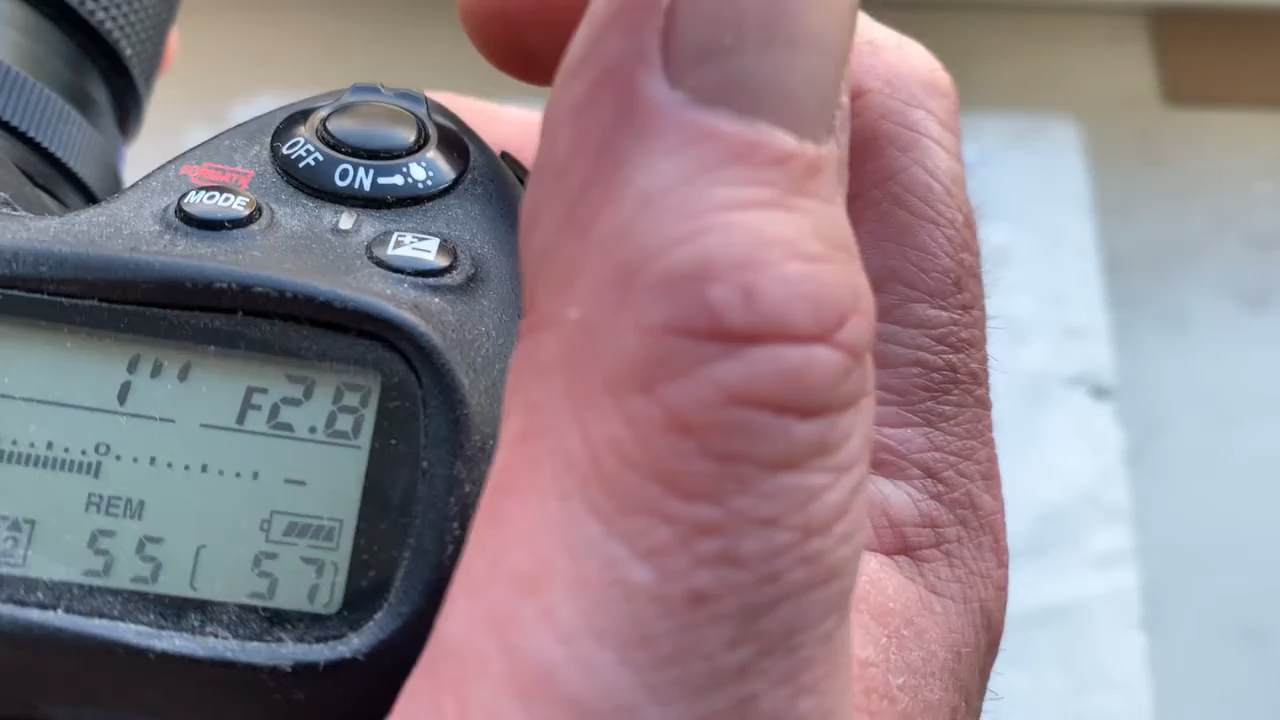 OFF ON
FORMAT
MODE
1" F2.8
REM
55 [ 57]